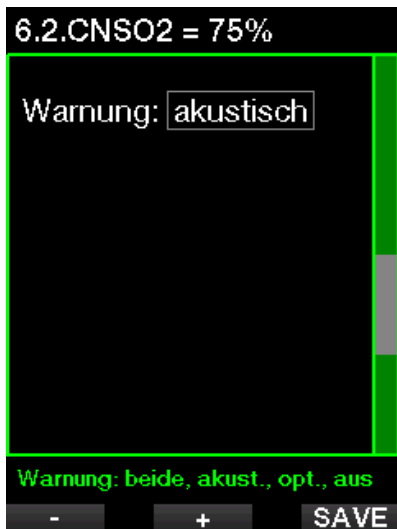 6.2.CNSO2 = 75%
Warnung: akustisch
Warnung: beide, akust., opt., aus
- + SAVE